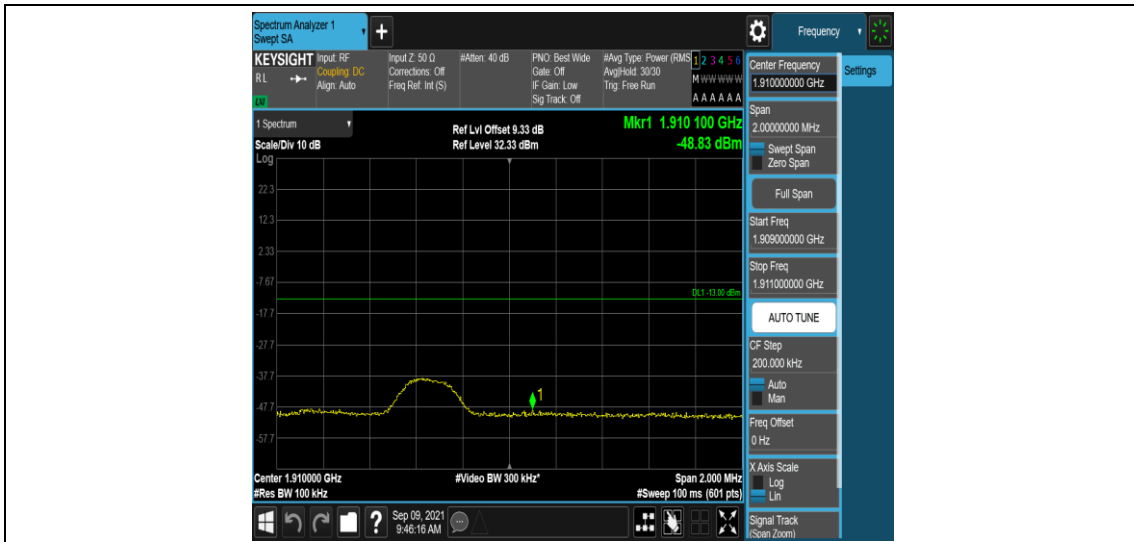 Spectrum Analyzer 1
Swept SA
+
Frequency
KEYSIGHT
RL
LXI
Input: RF
Coupling: DC
Align: Auto
Input Z: 50 Ω
Corrections: Off
Freq Ref: Int (S)
#Atten: 40 dB
PNO: Best Wide
Gate: Off
IF Gain: Low
Sig Track: Off
#Avg Type: Power (RMS
Avg|Hold: 30/30
Trig: Free Run
1 2 3 4 5 6
M W W W W W
A A A A A A
1 Spectrum
Scale/Div 10 dB
Log
Ref Lvl Offset 9.33 dB
Ref Level 32.33 dBm
Mkr1 1.910 100 GHz
-48.83 dBm
22.3
12.3
2.33
-7.67
DL1 -13.00 dBm
-17.7
-27.7
-37.7
1
-47.7
-57.7
Center 1.910000 GHz
#Res BW 100 kHz
#Video BW 300 kHz*
Span 2.000 MHz
#Sweep 100 ms (601 pts)
Sep 09, 2021
9:46:16 AM
?
Center Frequency
1.910000000 GHz
Settings
Span
2.00000000 MHz
Swept Span
Zero Span
Full Span
Start Freq
1.909000000 GHz
Stop Freq
1.911000000 GHz
AUTO TUNE
CF Step
200.000 kHz
Auto
Man
Freq Offset
0 Hz
X Axis Scale
Log
Lin
Signal Track
(Span Zoom)